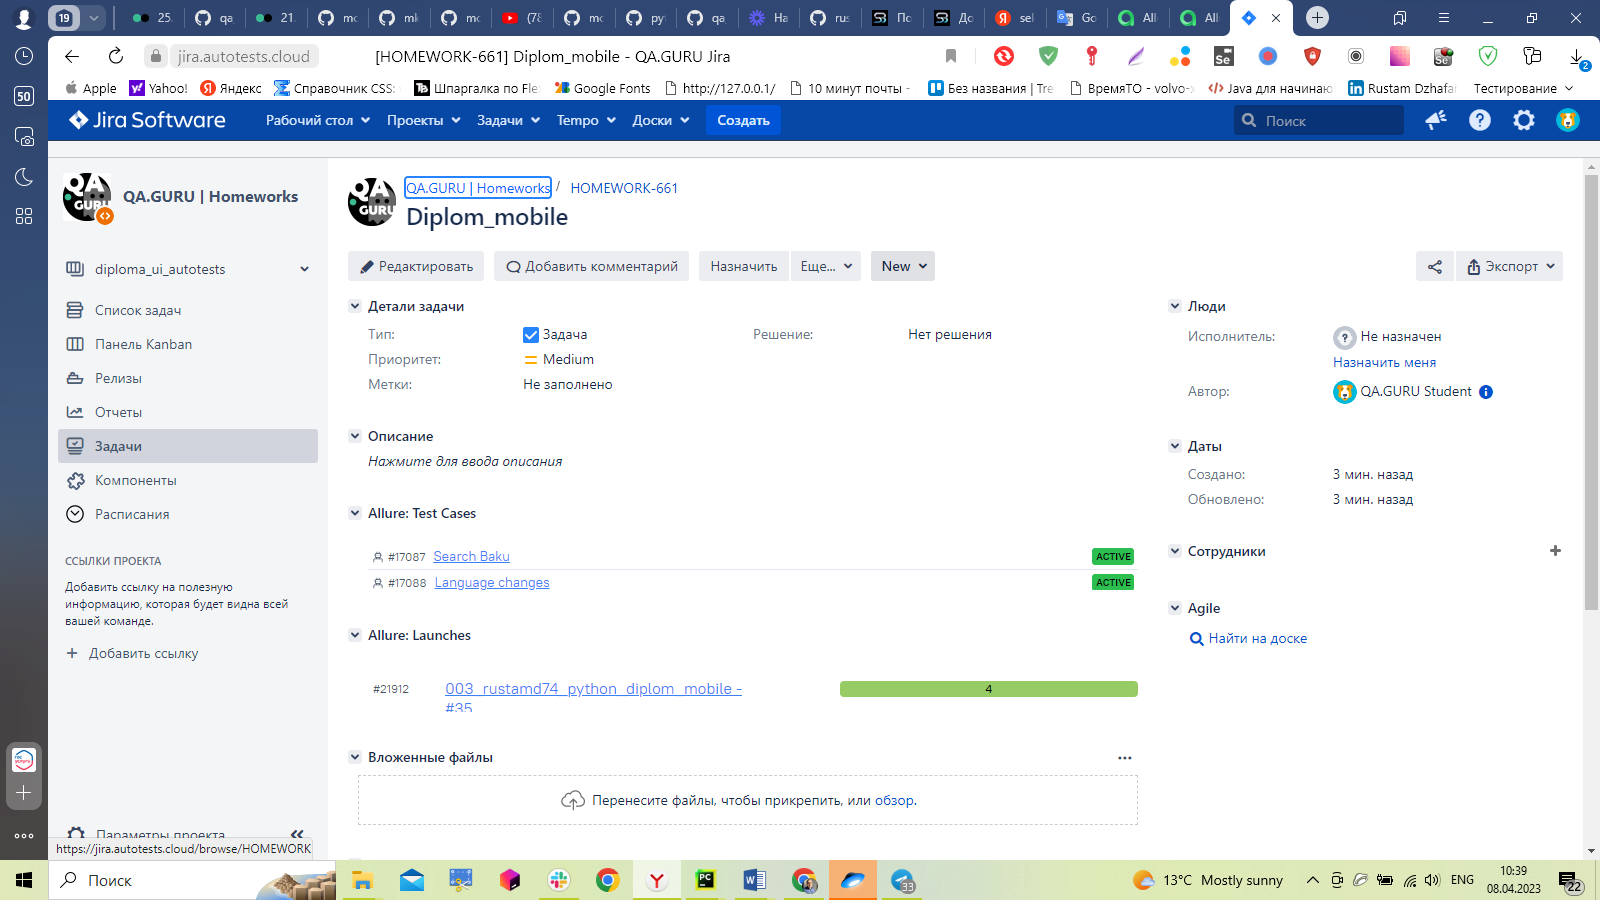 19
25.
qa
21.
mc
mle
mc
(78
mc
pyt
qa
На
rus
По
До
sel
Go
All
All
jira.autotests.cloud
[HOMEWORK-661] Diplom_mobile - QA.GURU Jira
2
50
Apple
Yahoo!
Яндекс
Справочник CSS:
Шпаргалка по Fle
Google Fonts
http://127.0.0.1/
10 минут почты -
Без названия | Tre
ВремяТО - volvo-
Java для начинаю
Rustam Dzhafar
Тестирование
Jira Software
Рабочий стол
Проекты
Задачи
Tempo
Доски
Создать
Поиск
QA.GURU | Homeworks
diploma_ui_autotests
Список задач
Панель Kanban
Релизы
Отчеты
Задачи
Компоненты
Расписания
ССЫЛКИ ПРОЕКТА
Добавить ссылку на полезную
информацию, которая будет видна всей
вашей команде.
+ Добавить ссылку
Параметры проекта
https://jira.autotests.cloud/browse/HOMEWORK
QA GURU
QA.GURU | Homeworks / HOMEWORK-661
Diplom_mobile
Редактировать
Добавить комментарий
Назначить
Еще...
New
Экспорт
Детали задачи
Тип: Задача
Решение: Нет решения
Приоритет: Medium
Метки: Не заполнено
Описание
Нажмите для ввода описания
Allure: Test Cases
#17087 Search Baku ACTIVE
#17088 Language changes ACTIVE
Allure: Launches
#21912 003_rustamd74_python_diplom_mobile - 4
#35
Вложенные файлы
Перенесите файлы, чтобы прикрепить, или обзор.
Люди
Исполнитель: Не назначен
Назначить меня
Автор: QA.GURU Student
Даты
Создано: 3 мин. назад
Обновлено: 3 мин. назад
Сотрудники
Agile
Найти на доске
Поиск
33
13°C Mostly sunny
ENG
10:39
08.04.2023
22